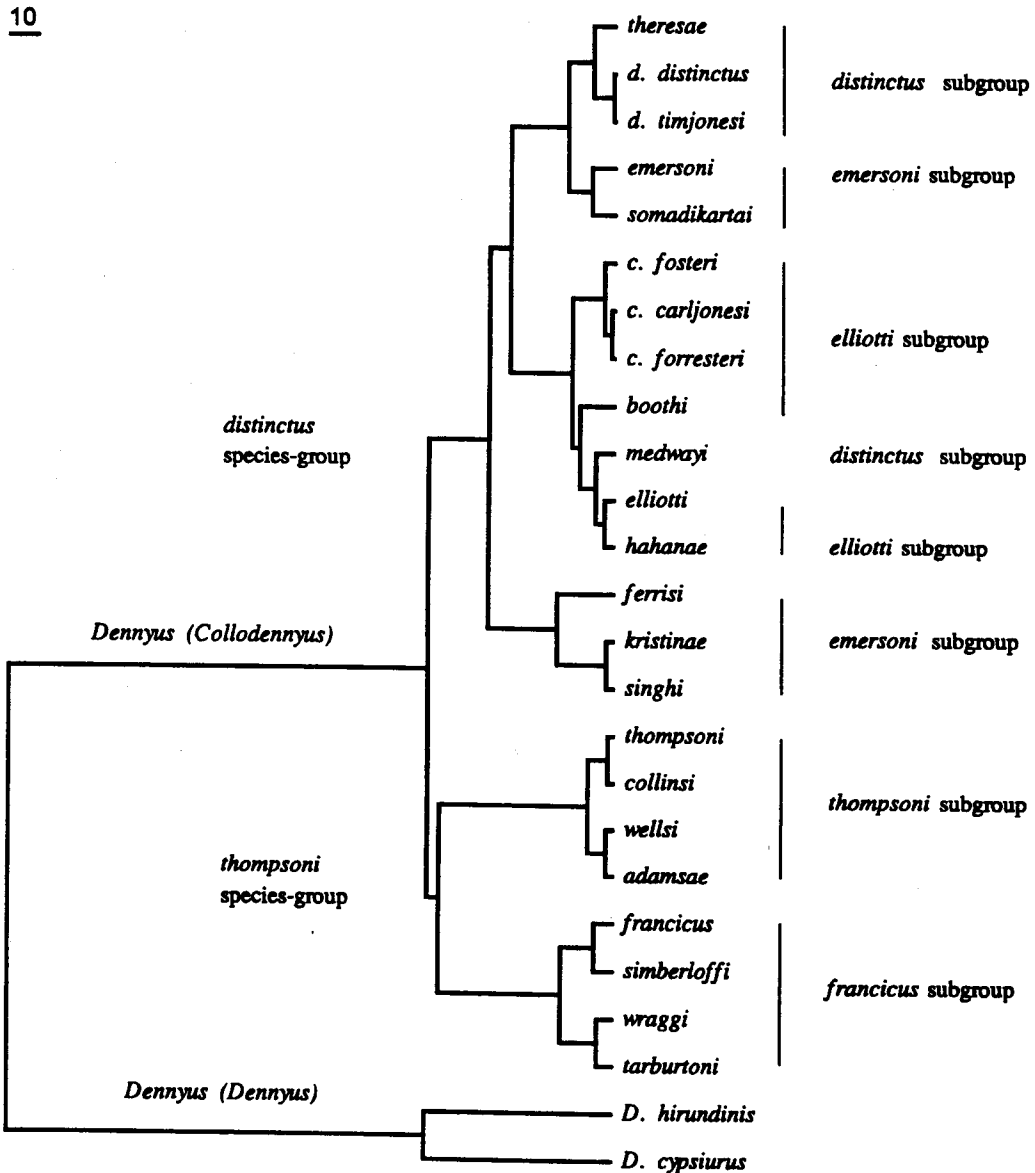 10
theresae
d. distinctus
distinctus subgroup
d. timjonesi
emersoni
emersoni subgroup
somadikartai
c. fosteri
c. carljonesi
elliotti subgroup
c. forresteri
boothi
distinctus
species-group
medwayi
distinctus subgroup
elliotti
hahanae
elliotti subgroup
ferrisi
Dennyus (Collodennyus)
kristinae
emersoni subgroup
singhi
thompsoni
collinsi
thompsoni subgroup
wellsi
thompsoni
species-group
adamsae
francicus
simberloffi
francicus subgroup
wraggi
tarburtoni
Dennyus (Dennyus)
D. hirundinis
D. cypsiurus